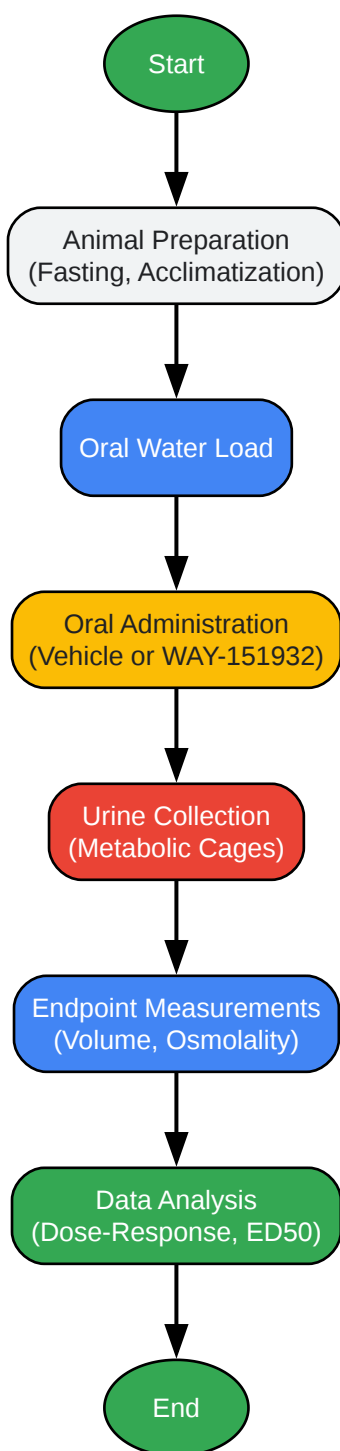 Start
Animal Preparation
(Fasting, Acclimatization)
Oral Water Load
Oral Administration
(Vehicle or WAY-151932)
Urine Collection
(Metabolic Cages)
Endpoint Measurements
(Volume, Osmolality)
Data Analysis
(Dose-Response, ED50)
End